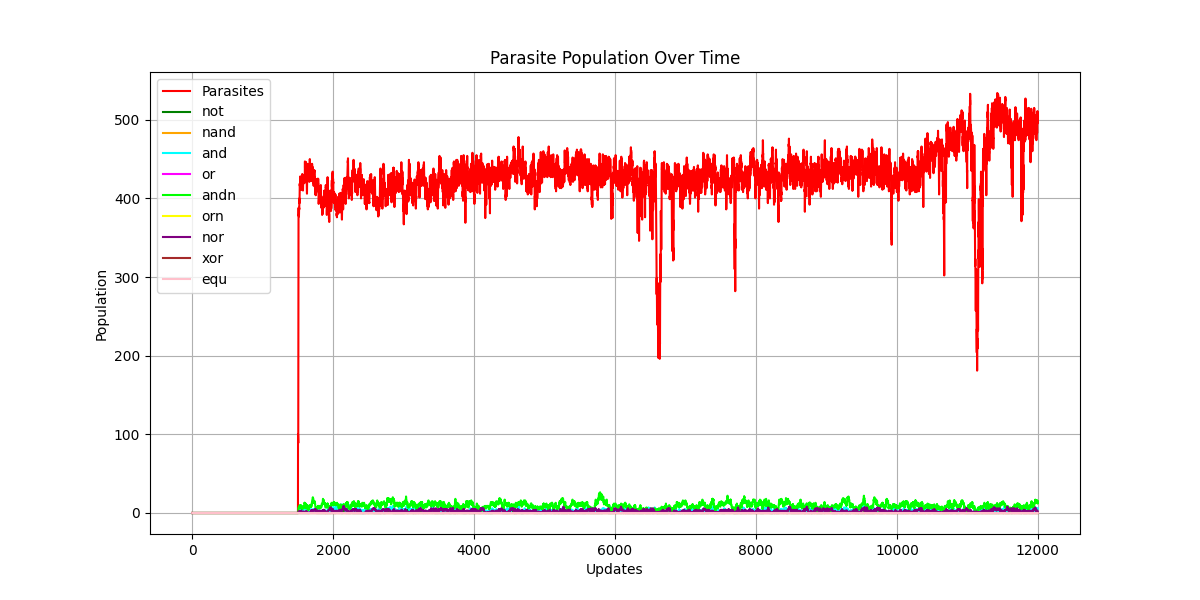 Parasite Population Over Time
Parasites
not
nand
and
or
andn
orn
nor
xor
equ
Population
500
400
300
200
100
0
0 2000 4000 6000 8000 10000 12000
Updates